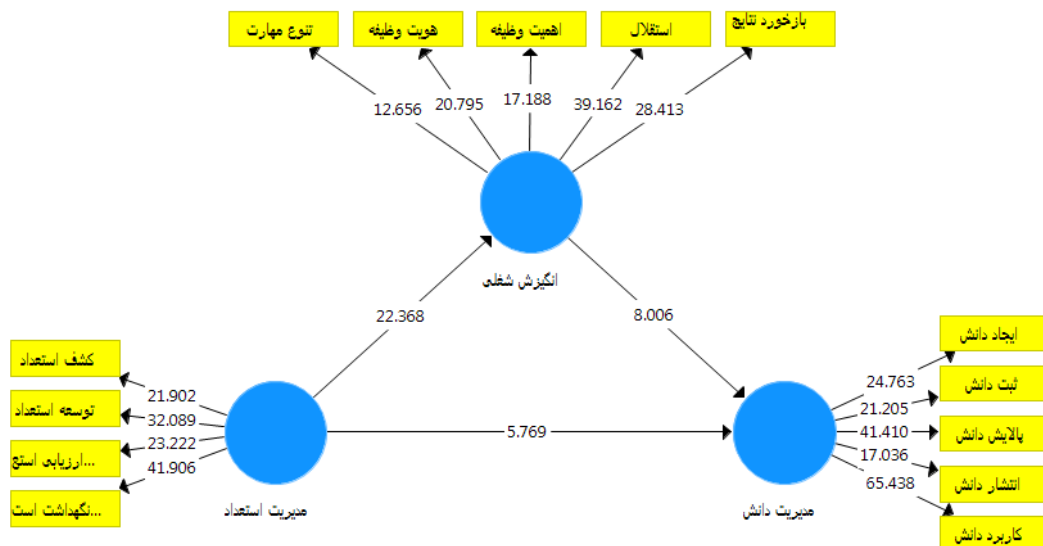 تنوع مهارت
هویت وظیفه
اهمیت وظیفه
استقلال
بازخورد نتایج
12.656
20.795
17.188
39.162
28.413
انگیزش شغلی
22.368
8.006
کشف استعداد
توسعه استعداد
ارزیابی استع...
نگهداشت است...
21.902
32.089
23.222
41.906
مدیریت استعداد
5.769
ایجاد دانش
ثبت دانش
پالایش دانش
انتشار دانش
کاربرد دانش
24.763
21.205
41.410
17.036
65.438
مدیریت دانش